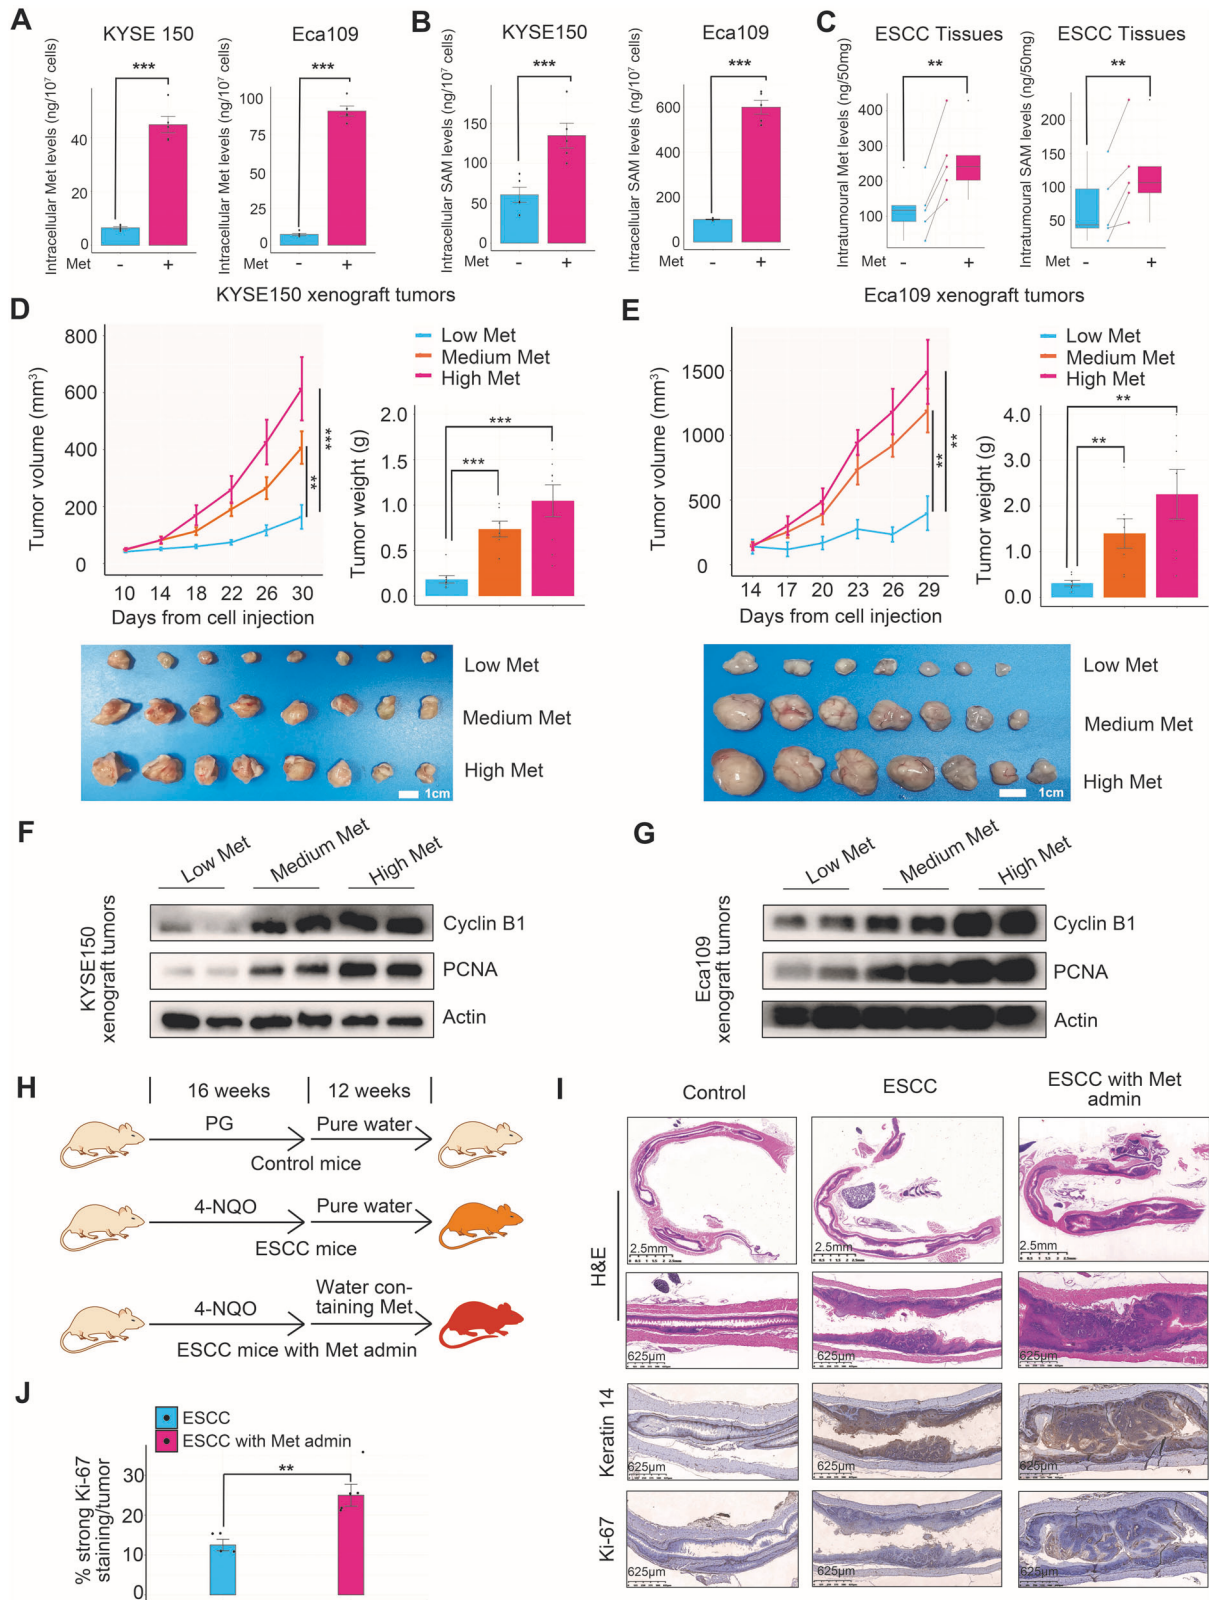 A
KYSE 150
Eca109
Intracellular Met levels (ng/10⁷ cells)
***
40
20
0
Met - +
Intracellular Met levels (ng/10⁷ cells)
***
100
75
50
25
0
- +
B
KYSE150
Eca109
Intracellular SAM levels (ng/10⁷ cells)
***
150
100
50
0
Met - +
Intracellular SAM levels (ng/10⁷ cells)
***
600
400
200
0
- +
C
ESCC Tissues
ESCC Tissues
Intratumoural Met levels (ng/50mg)
**
400
300
200
100
Met - +
Intratumoural SAM levels (ng/50mg)
**
200
150
100
50
- +
D
KYSE150 xenograft tumors
Tumor volume (mm³)
800
600
400
200
0
10 14 18 22 26 30
Days from cell injection
**
***
Low Met
Medium Met
High Met
Tumor weight (g)
2.0
1.5
1.0
0.5
0.0
***
***
Low Met
Medium Met
High Met
1cm
E
Eca109 xenograft tumors
Tumor volume (mm³)
1500
1000
500
0
14 17 20 23 26 29
Days from cell injection
**
**
Low Met
Medium Met
High Met
Tumor weight (g)
4.0
3.0
2.0
1.0
0.0
**
**
Low Met
Medium Met
High Met
1cm
F
Low Met
Medium Met
High Met
KYSE150
xenograft tumors
Cyclin B1
PCNA
Actin
G
Low Met
Medium Met
High Met
Eca109
xenograft tumors
Cyclin B1
PCNA
Actin
H
16 weeks
12 weeks
PG
Pure water
Control mice
4-NQO
Pure water
ESCC mice
4-NQO
Water con-
taining Met
ESCC mice with Met admin
I
Control
ESCC
ESCC with Met
admin
H&E
2.5mm
2.5mm
2.5mm
625μm
625μm
625μm
Keratin 14
625μm
625μm
625μm
Ki-67
625μm
625μm
625μm
J
ESCC
ESCC with Met admin
% strong Ki-67
staining/tumor
30
20
10
0
**